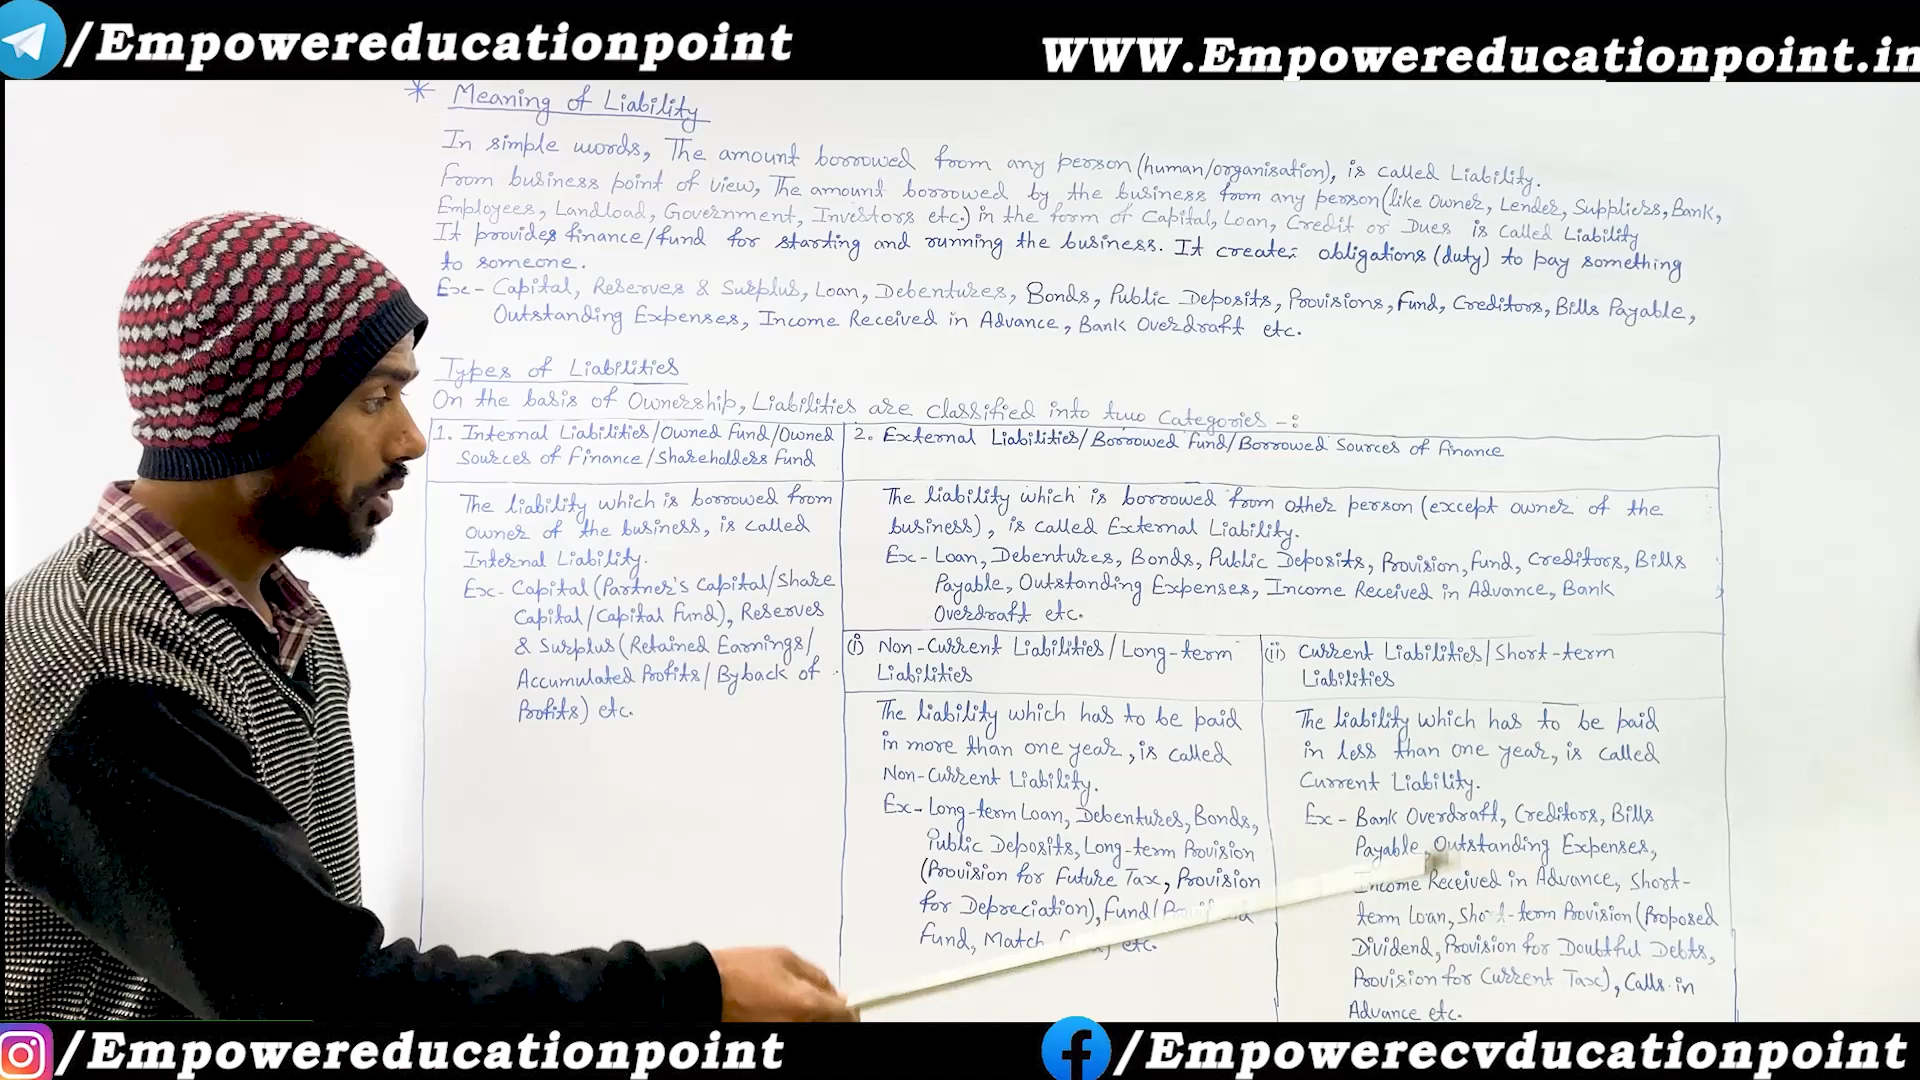 /Empowereducationpoint
WWW.Empowereducationpoint.in
* Meaning of Liability
In simple words, The amount borrowed from any person (human/organisation), is called Liability.
From business point of view, The amount borrowed by the business from any person (like Owner, Lender, Suppliers, Bank,
Employees, Landload, Government, Investors etc.) in the form of Capital, Loan, Credit or Dues is called Liability
It provides finance/fund for starting and running the business. It creates obligations (duty) to pay something
to someone.
Ex- Capital, Reserves & Surplus, Loan, Debentures, Bonds, Public Deposits, Provisions, Fund, Creditors, Bills Payable,
Outstanding Expenses, Income Received in Advance, Bank Overdraft etc.
Types of Liabilities
On the basis of Ownership, Liabilities are classified into two Categories -:
1. Internal Liabilities/Owned Fund/Owned
Sources of Finance/Shareholders Fund
The liability which is borrowed from
owner of the business, is called
Internal Liability.
Ex- Capital (Partner's Capital/Share
Capital/Capital Fund), Reserves
& Surplus (Retained Earnings/
Accumulated Profits/Byback of
Profits) etc.
2. External Liabilities/Borrowed Fund/Borrowed Sources of Finance
The liability which is borrowed from other person (except owner of the
business), is called External Liability.
Ex- Loan, Debentures, Bonds, Public Deposits, Provision, Fund, Creditors, Bills
Payable, Outstanding Expenses, Income Received in Advance, Bank
Overdraft etc.
(i) Non-Current Liabilities/Long-term
Liabilities
The liability which has to be paid
in more than one year, is called
Non-Current Liability.
Ex- Long-term Loan, Debentures, Bonds,
Public Deposits, Long-term Provision
(Provision for Future Tax, Provision
for Depreciation), Fund (
Fund, Match etc.
(ii) Current Liabilities/Short-term
Liabilities
The liability which has to be paid
in less than one year, is called
Current Liability.
Ex- Bank Overdraft, Creditors, Bills
Payable, Outstanding Expenses,
Income Received in Advance, Short-
term Loan, Short-term Provision (Proposed
Dividend, Provision for Doubtful Debts,
Provision for Current Tax), Calls-in
Advance etc.
/Empowereducationpoint
/Empowerecvducationpoint